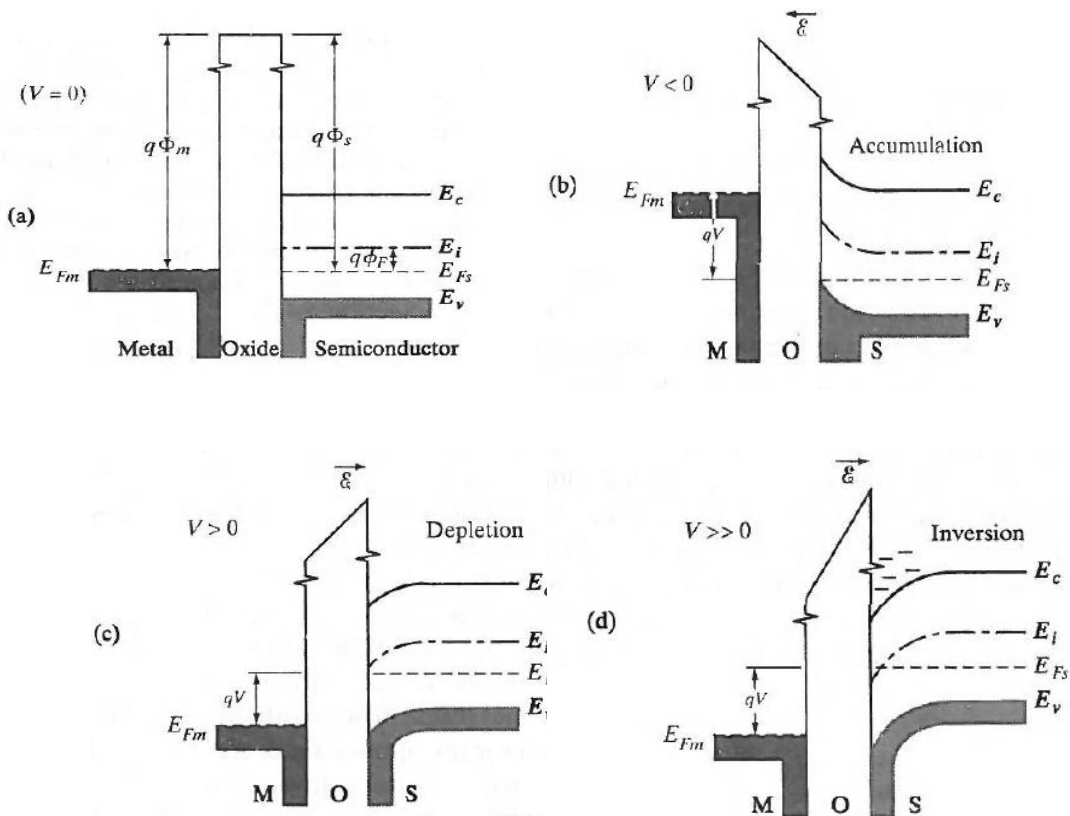 (a)
(V = 0)
qΦm
qΦs
Ec
Ei
qϕF
EFm
EFs
Ev
Metal Oxide Semiconductor
(b)
ℰ
V < 0
Accumulation
EFm
qV
Ec
Ei
EFs
Ev
M O S
(c)
ℰ
V > 0
Depletion
qV
EFm
M O S
(d)
ℰ
V >> 0
Inversion
Ec
Ei
EFs
Ev
qV
EFm
M O S